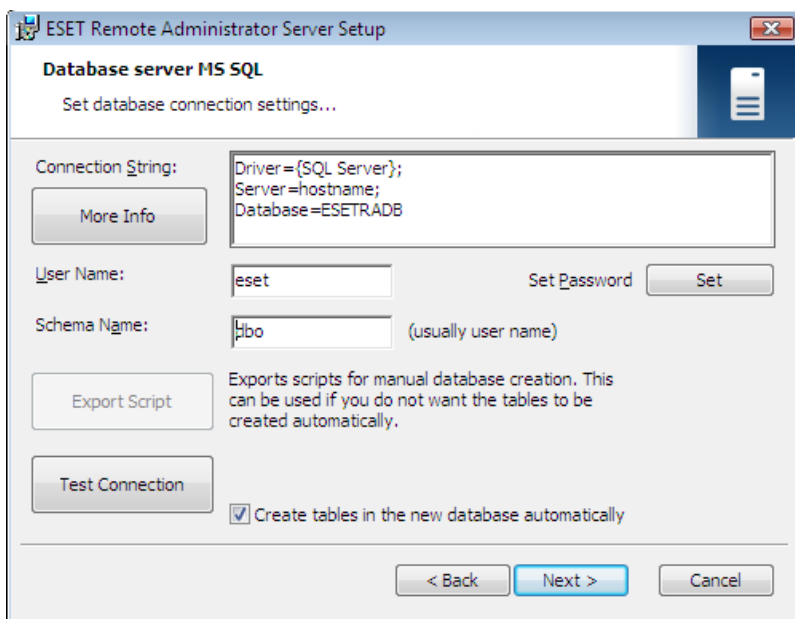 ESET Remote Administrator Server Setup
Database server MS SQL
Set database connection settings...
Connection String:
Driver={SQL Server};
Server=hostname;
Database=ESETRADB
More Info
User Name:
eset
Set Password
Set
Schema Name:
dbo
(usually user name)
Export Script
Exports scripts for manual database creation. This
can be used if you do not want the tables to be
created automatically.
Test Connection
Create tables in the new database automatically
< Back
Next >
Cancel